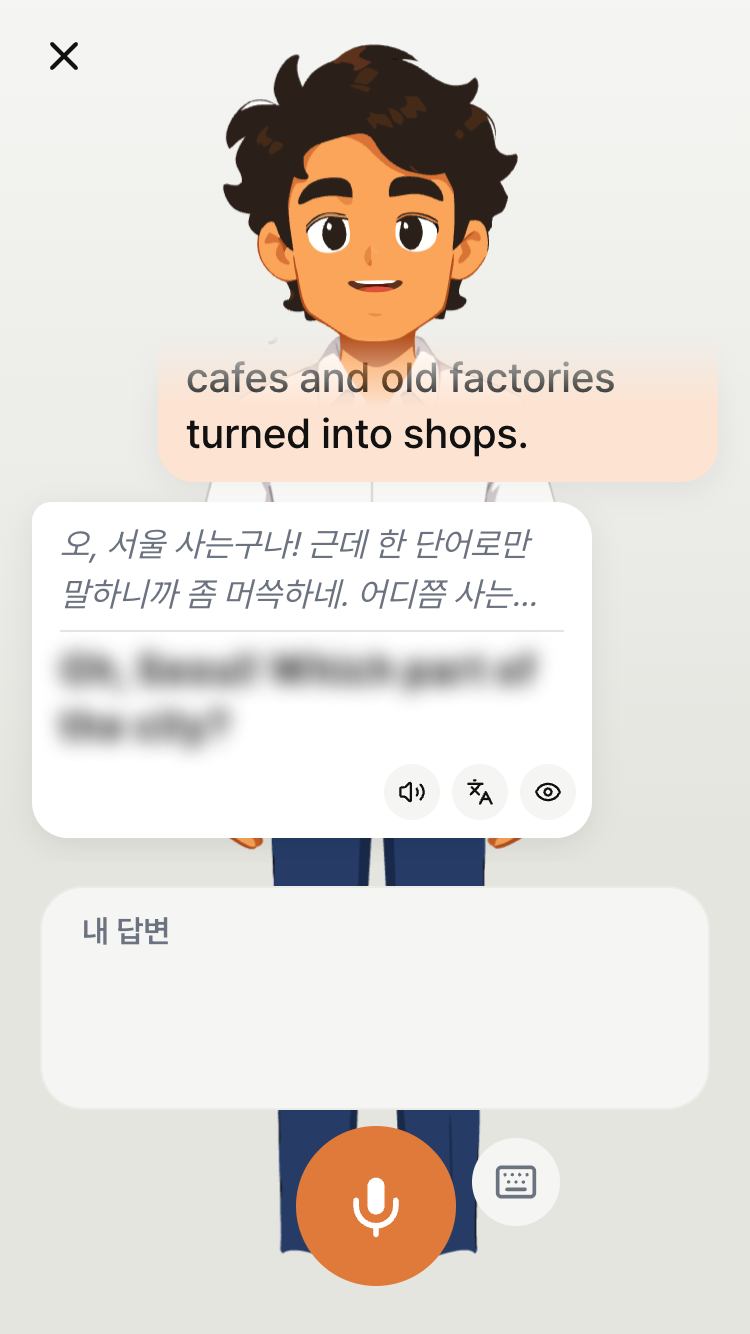 cafes and old factories
turned into shops.
오, 서울 사는구나! 근데 한 단어로만
말하니까 좀 머쓱하네. 어디쯤 사는...
내 답변